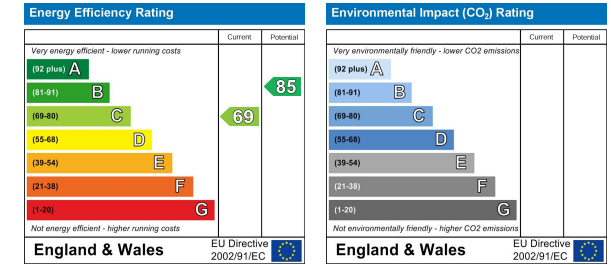 Energy Efficiency Rating
Current Potential
Very energy efficient - lower running costs
(92 plus) A
(81-91) B
85
(69-80) C
69
(55-68) D
(39-54) E
(21-38) F
(1-20) G
Not energy efficient - higher running costs
England & Wales
EU Directive
2002/91/EC
Environmental Impact (CO2) Rating
Current Potential
Very environmentally friendly - lower CO2 emissions
(92 plus) A
(81-91) B
(69-80) C
(55-68) D
(39-54) E
(21-38) F
(1-20) G
Not environmentally friendly - higher CO2 emissions
England & Wales
EU Directive
2002/91/EC